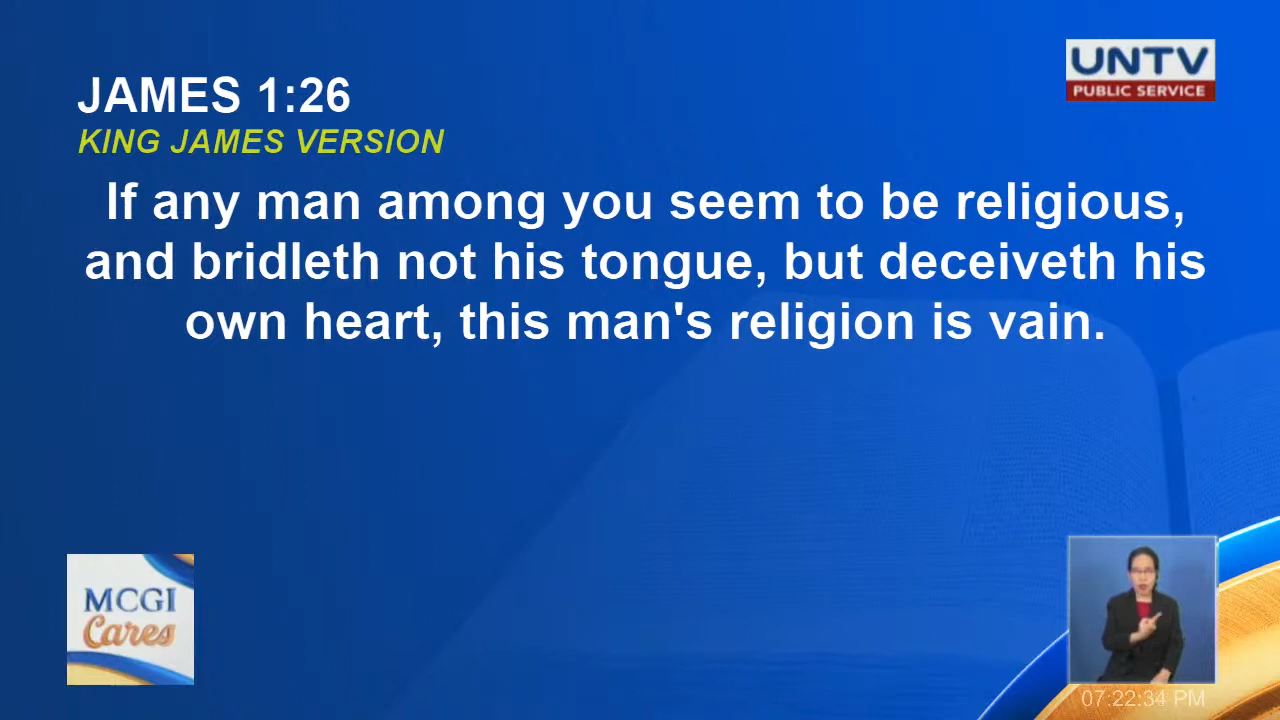 JAMES 1:26
KING JAMES VERSION
If any man among you seem to be religious,
and bridleth not his tongue, but deceiveth his
own heart, this man's religion is vain.
UNTV
PUBLIC SERVICE
MCGI
Cares
07:22:34 PM